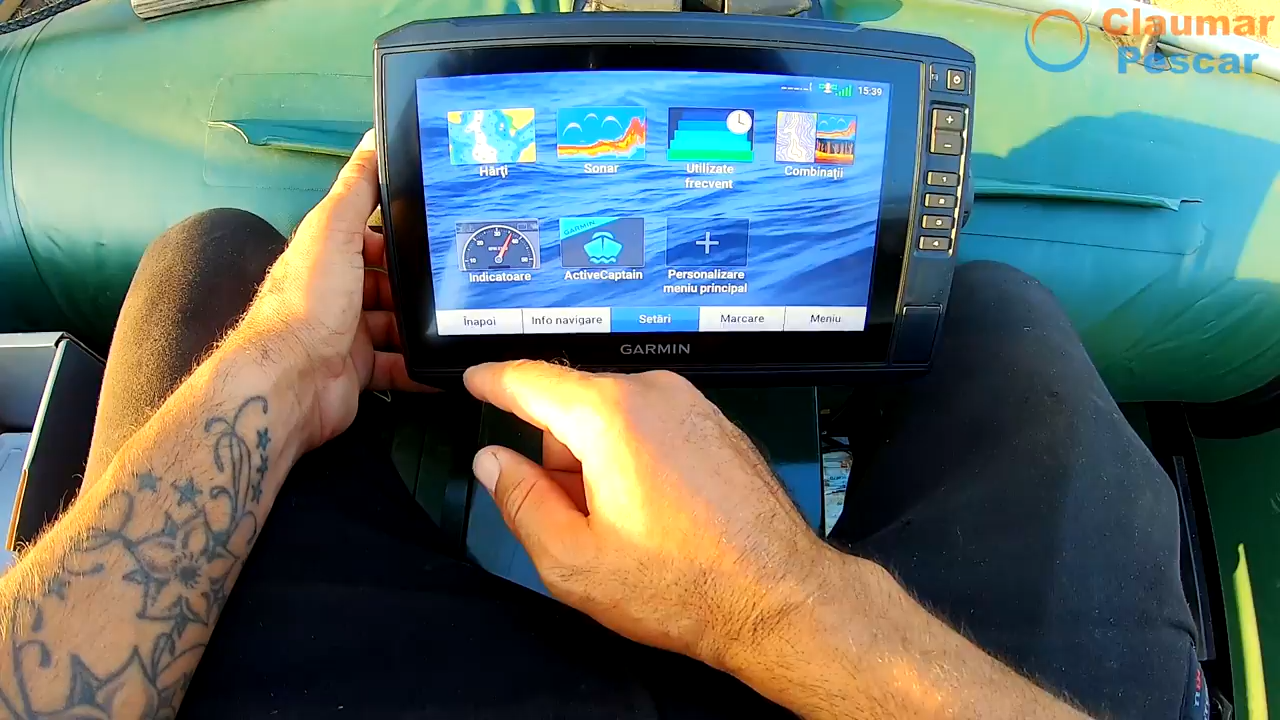 Claumar
Pescar
15:39
Hărți
Sonar
Utilizate
frecvent
Combinații
GARMIN
Indicatoare
ActiveCaptain
Personalizare
meniu principal
Înapoi
Info navigare
Setări
Marcare
Meniu
GARMIN